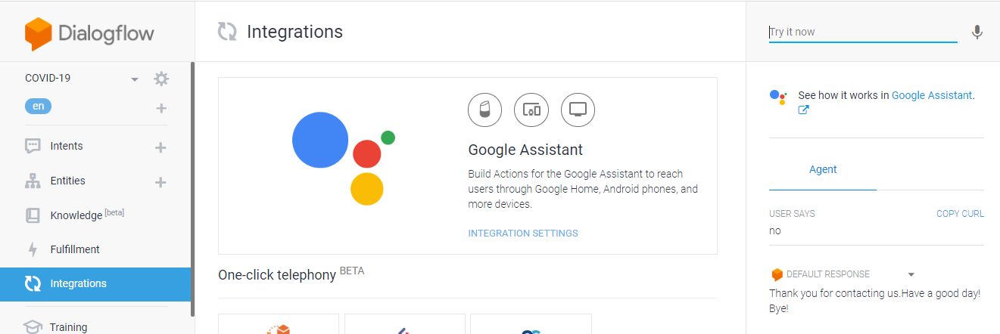 Dialogflow
COVID-19
en
Intents
Entities
Knowledge [beta]
Fulfillment
Integrations
Training
Integrations
Google Assistant
Build Actions for the Google Assistant to reach
users through Google Home, Android phones, and
more devices.
INTEGRATION SETTINGS
One-click telephony BETA
Try it now
See how it works in Google Assistant.
Agent
USER SAYS
COPY CURL
no
DEFAULT RESPONSE
Thank you for contacting us.Have a good day!
Bye!